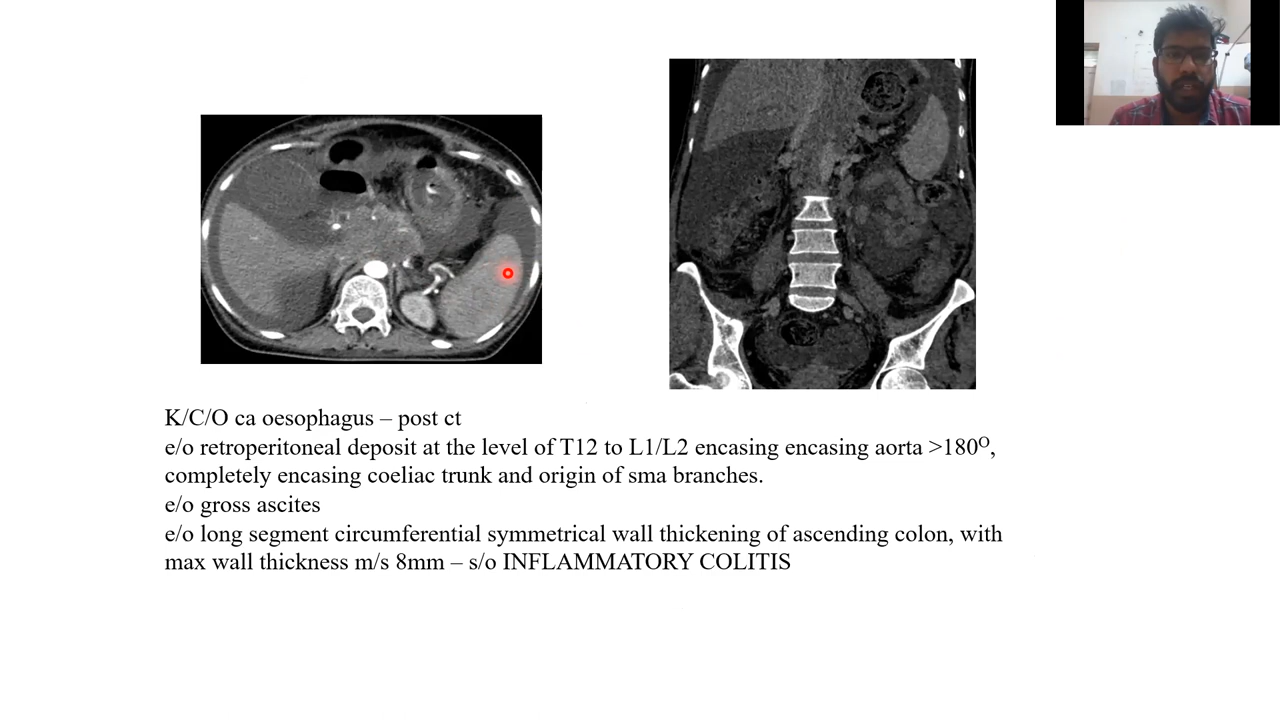 K/C/O ca oesophagus – post ct
e/o retroperitoneal deposit at the level of T12 to L1/L2 encasing encasing aorta >180⁰,
completely encasing coeliac trunk and origin of sma branches.
e/o gross ascites
e/o long segment circumferential symmetrical wall thickening of ascending colon, with
max wall thickness m/s 8mm – s/o INFLAMMATORY COLITIS